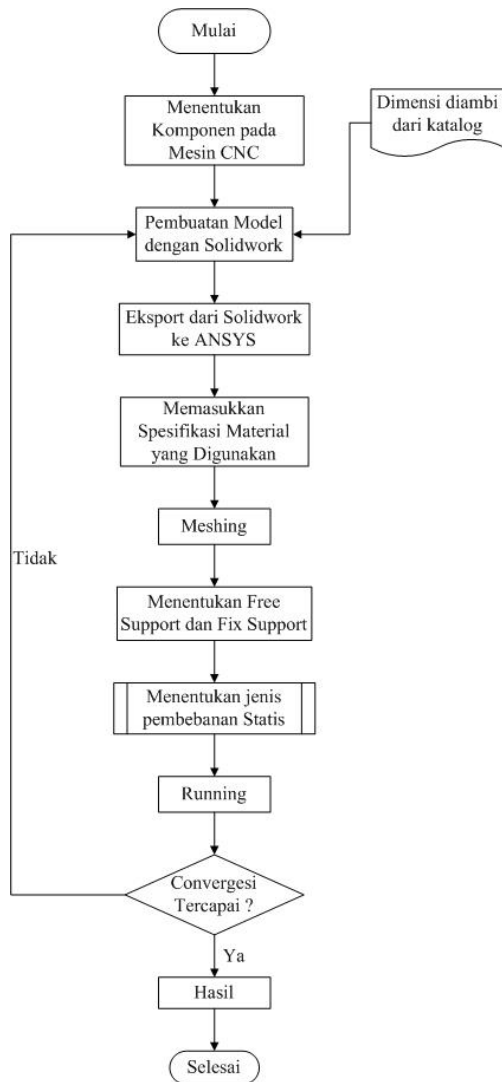 Mulai
Menentukan
Komponen pada
Mesin CNC
Dimensi diambi
dari katalog
Pembuatan Model
dengan Solidwork
Eksport dari Solidwork
ke ANSYS
Memasukkan
Spesifikasi Material
yang Digunakan
Meshing
Tidak
Menentukan Free
Support dan Fix Support
Menentukan jenis
pembebanan Statis
Running
Convergesi
Tercapai ?
Ya
Hasil
Selesai